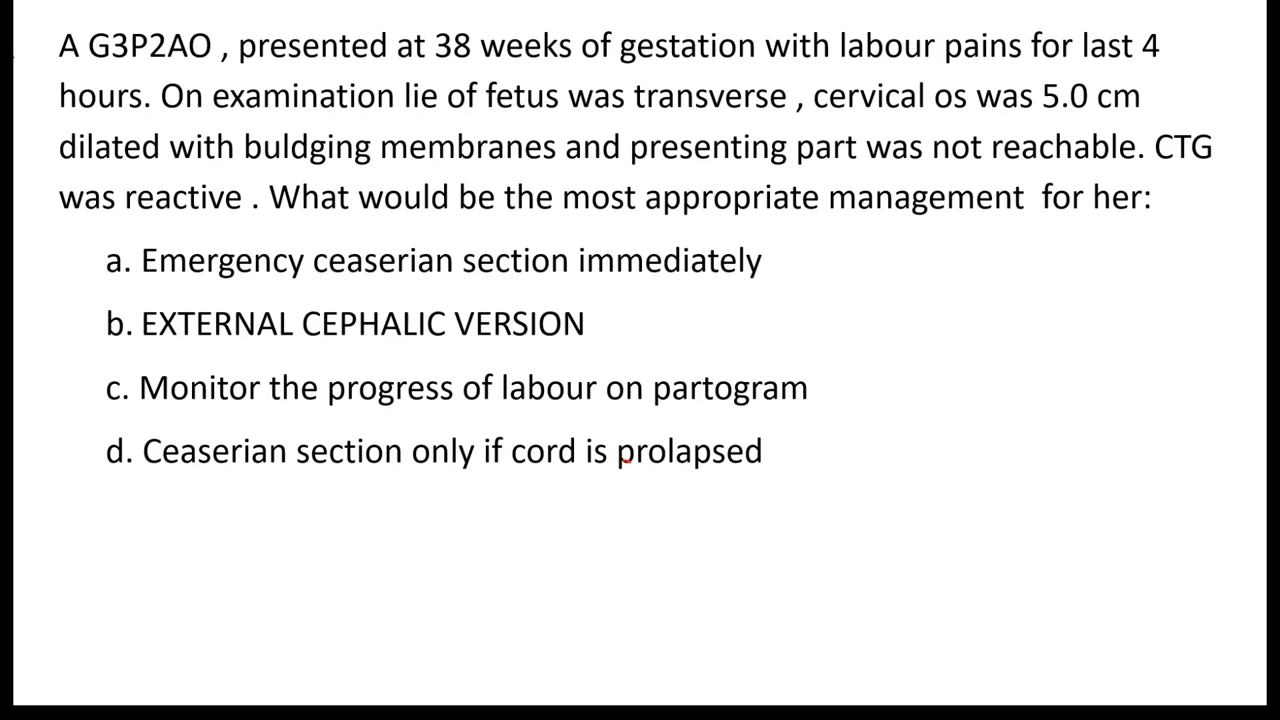 A G3P2AO , presented at 38 weeks of gestation with labour pains for last 4
hours. On examination lie of fetus was transverse , cervical os was 5.0 cm
dilated with buldging membranes and presenting part was not reachable. CTG
was reactive . What would be the most appropriate management for her:
a. Emergency ceaserian section immediately
b. EXTERNAL CEPHALIC VERSION
c. Monitor the progress of labour on partogram
d. Ceaserian section only if cord is prolapsed